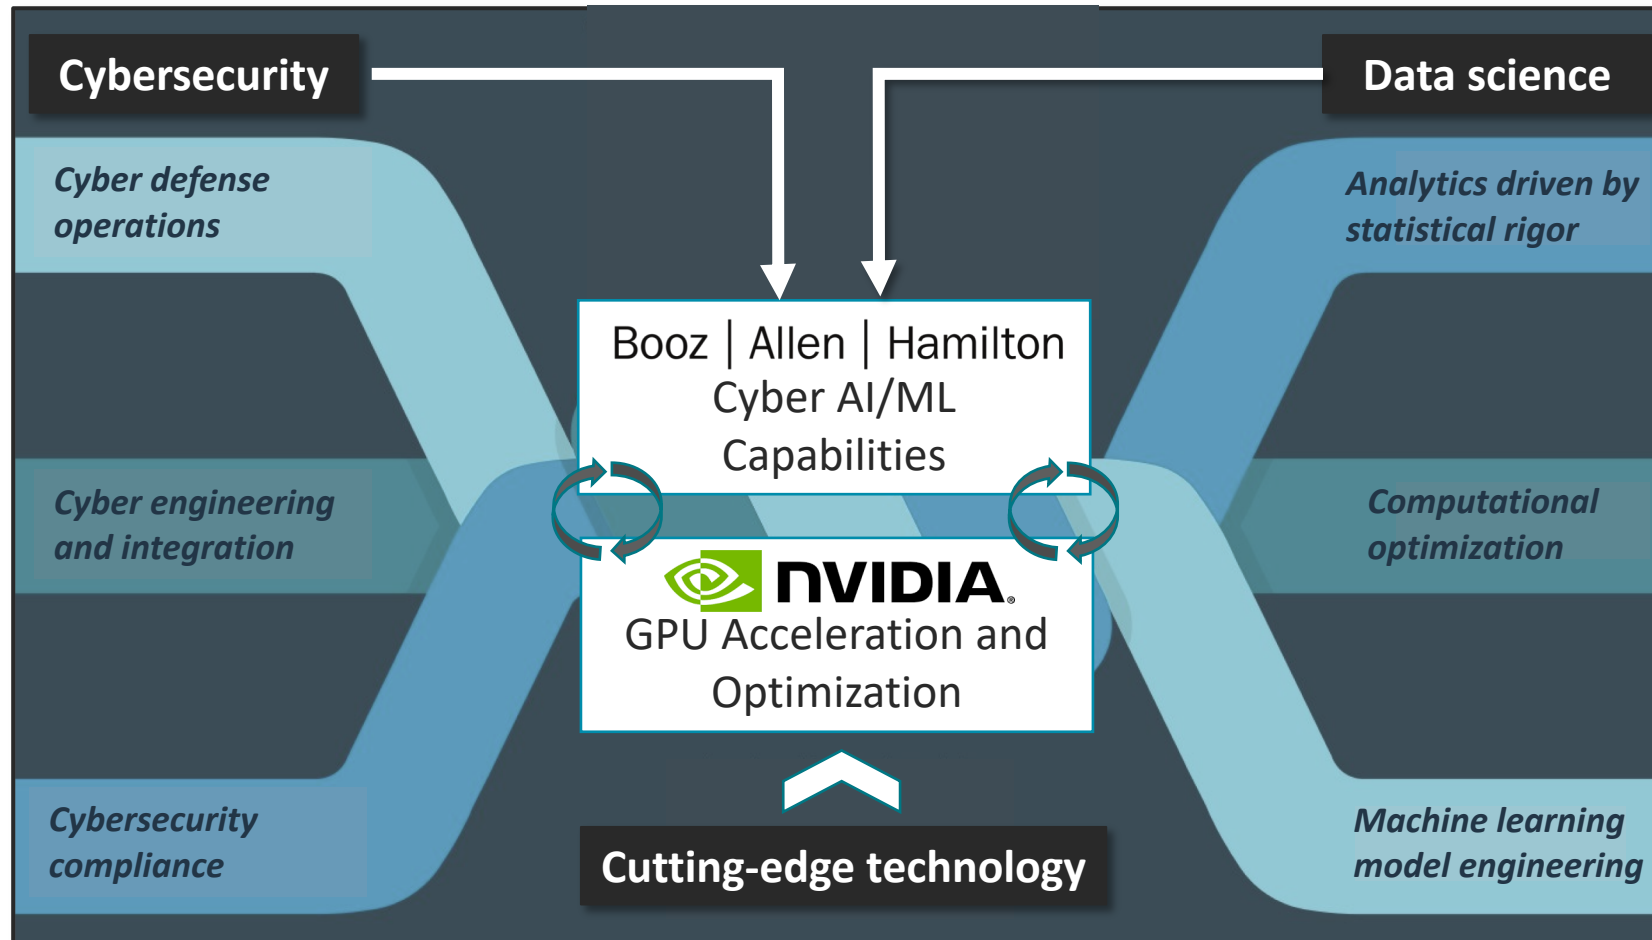 Cybersecurity
Data science
Cyber defense
operations
Analytics driven by
statistical rigor
Booz | Allen | Hamilton
Cyber AI/ML
Capabilities
Cyber engineering
and integration
Computational
optimization
NVIDIA®
GPU Acceleration and
Optimization
Cybersecurity
compliance
Machine learning
model engineering
Cutting-edge technology